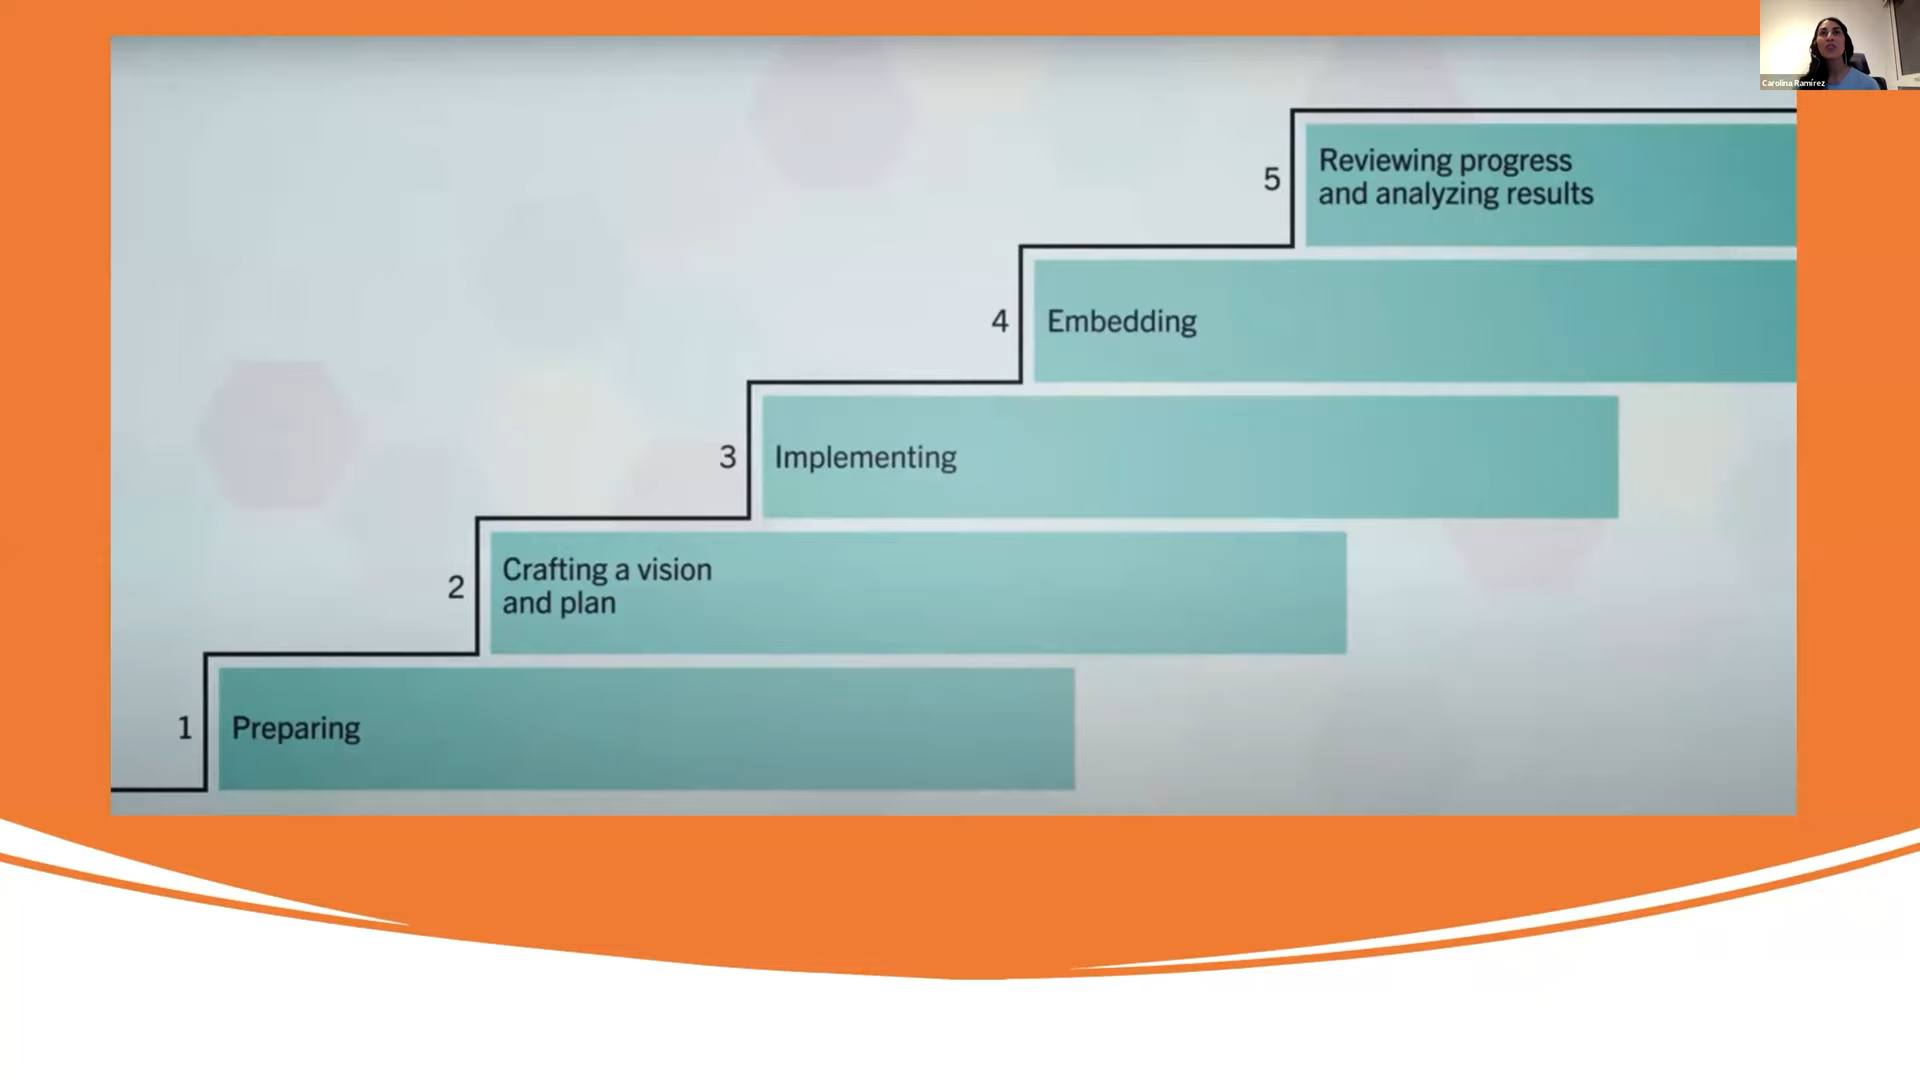 Carolina Ramírez
5
Reviewing progress
and analyzing results
4
Embedding
3
Implementing
2
Crafting a vision
and plan
1
Preparing